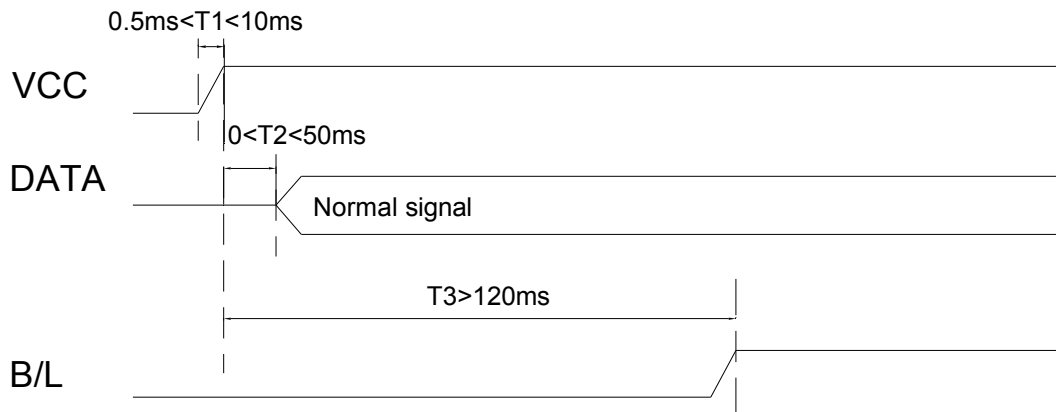 0.5ms<T1<10ms
VCC
0<T2<50ms
DATA
Normal signal
T3>120ms
B/L